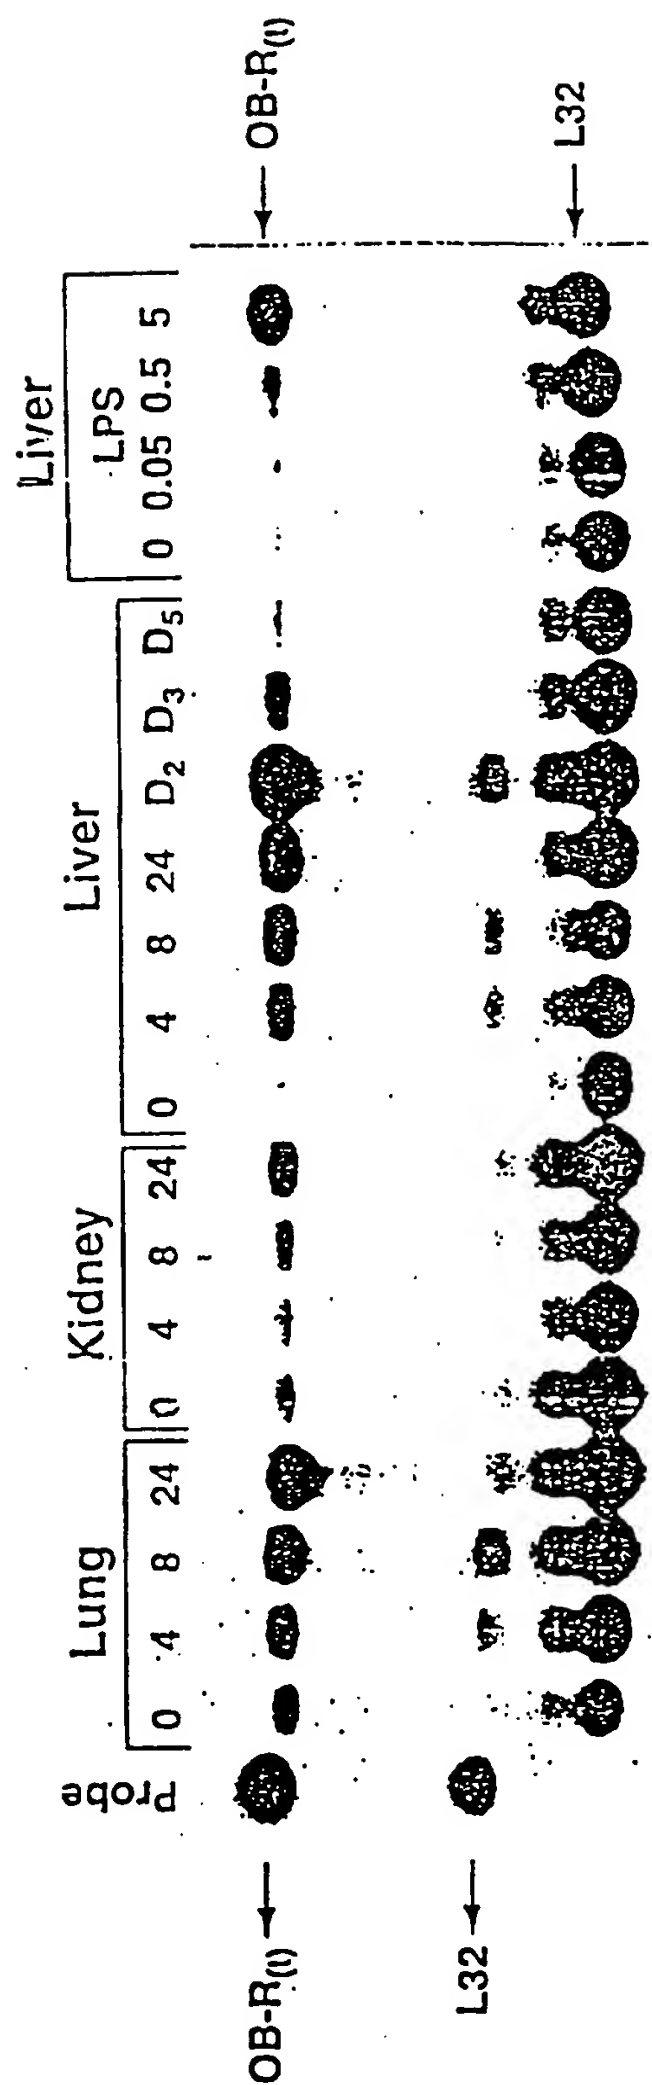 Lung Kidney Liver Liver
LPS
Probe 0 4 8 24 0 4 8 24 0 4 8 24 D2 D3 D5 0 0.05 0.5 5
OB-R(l) → ← OB-R(l)
L32 →
← L32